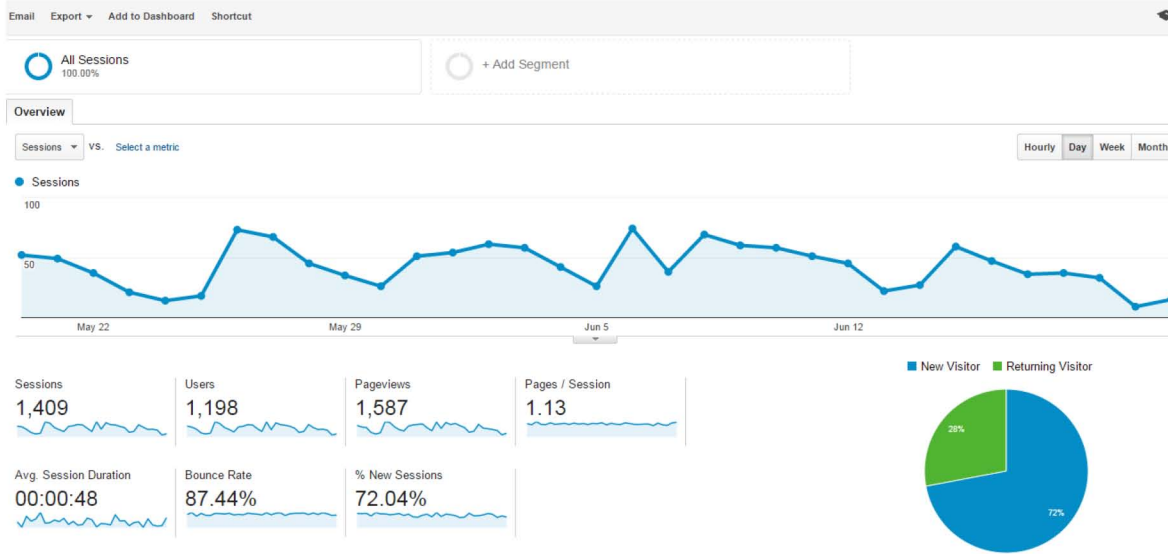 Email Export Add to Dashboard Shortcut
All Sessions
100.00%
+ Add Segment
Overview
Sessions VS. Select a metric
Hourly Day Week Month
Sessions
100
50
May 22 May 29 Jun 5 Jun 12
New Visitor Returning Visitor
Sessions Users Pageviews Pages / Session
1,409 1,198 1,587 1.13
Avg. Session Duration Bounce Rate % New Sessions
00:00:48 87.44% 72.04%
28%
72%